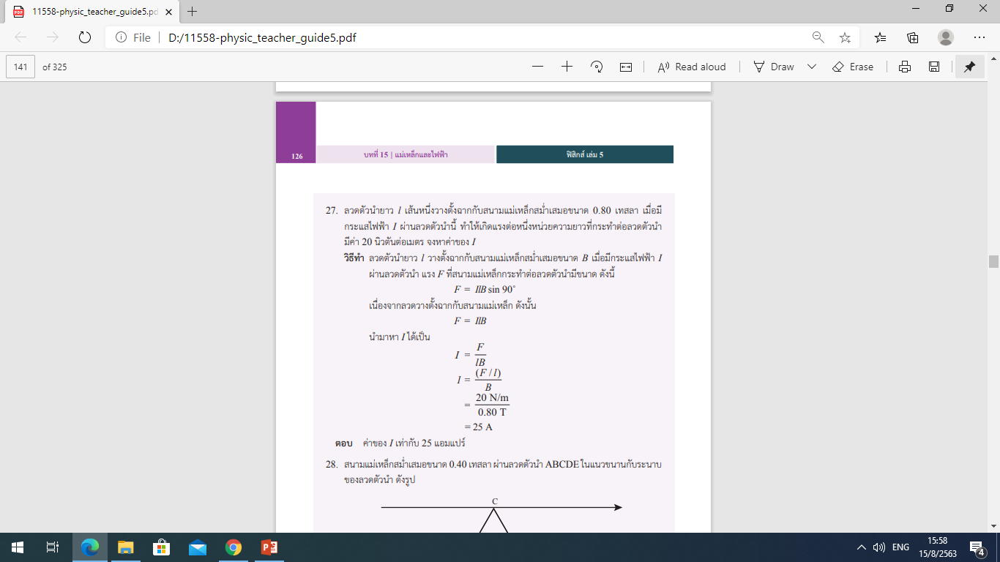 11558-physic_teacher_guide5.pd
File
D:/11558-physic_teacher_guide5.pdf
141 of 325
Read aloud
Draw
Erase
126
บทที่ 15 | แม่เหล็กและไฟฟ้า
ฟิสิกส์ เล่ม 5
27. ลวดตัวนำยาว l เส้นหนึ่งวางตั้งฉากกับสนามแม่เหล็กสม่ำเสมอขนาด 0.80 เทสลา เมื่อมี
กระแสไฟฟ้า I ผ่านลวดตัวนำนี้ ทำให้เกิดแรงต่อหนึ่งหน่วยความยาวที่กระทำต่อลวดตัวนำ
มีค่า 20 นิวตันต่อเมตร จงหาค่าของ I
วิธีทำ ลวดตัวนำยาว l วางตั้งฉากกับสนามแม่เหล็กสม่ำเสมอขนาด B เมื่อมีกระแสไฟฟ้า I
ผ่านลวดตัวนำ แรง F ที่สนามแม่เหล็กกระทำต่อลวดตัวนำมีขนาด ดังนี้
F = IlB sin 90°
เนื่องจากลวดวางตั้งฉากกับสนามแม่เหล็ก ดังนั้น
F = IlB
นำมาหา I ได้เป็น
I = F / lB
I = (F / l) / B
= 20 N/m / 0.80 T
= 25 A
ตอบ ค่าของ I เท่ากับ 25 แอมแปร์
28. สนามแม่เหล็กสม่ำเสมอขนาด 0.40 เทสลา ผ่านลวดตัวนำ ABCDE ในแนวขนานกับระนาบ
ของลวดตัวนำ ดังรูป
C
ENG
15:58
15/8/2563
4